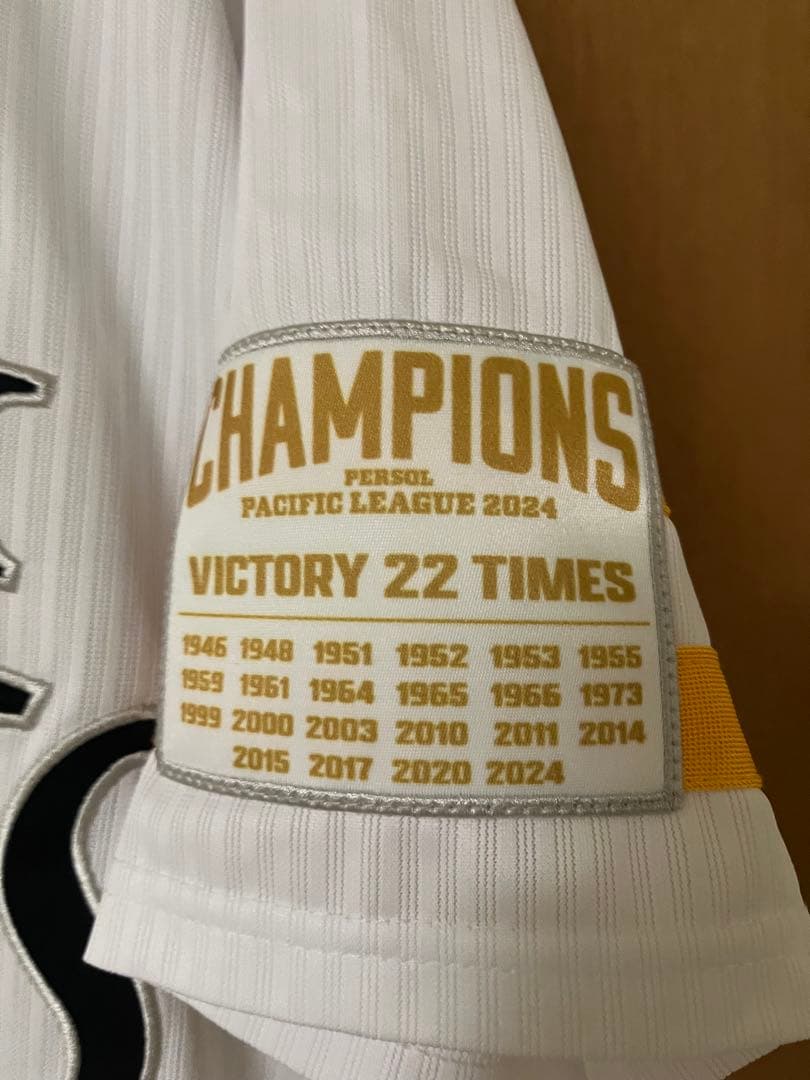 CHAMPIONS
PERSOL
PACIFIC LEAGUE 2024
VICTORY 22 TIMES
1946 1948 1951 1952 1953 1955
1959 1961 1964 1965 1966 1973
1999 2000 2003 2010 2011 2014
2015 2017 2020 2024